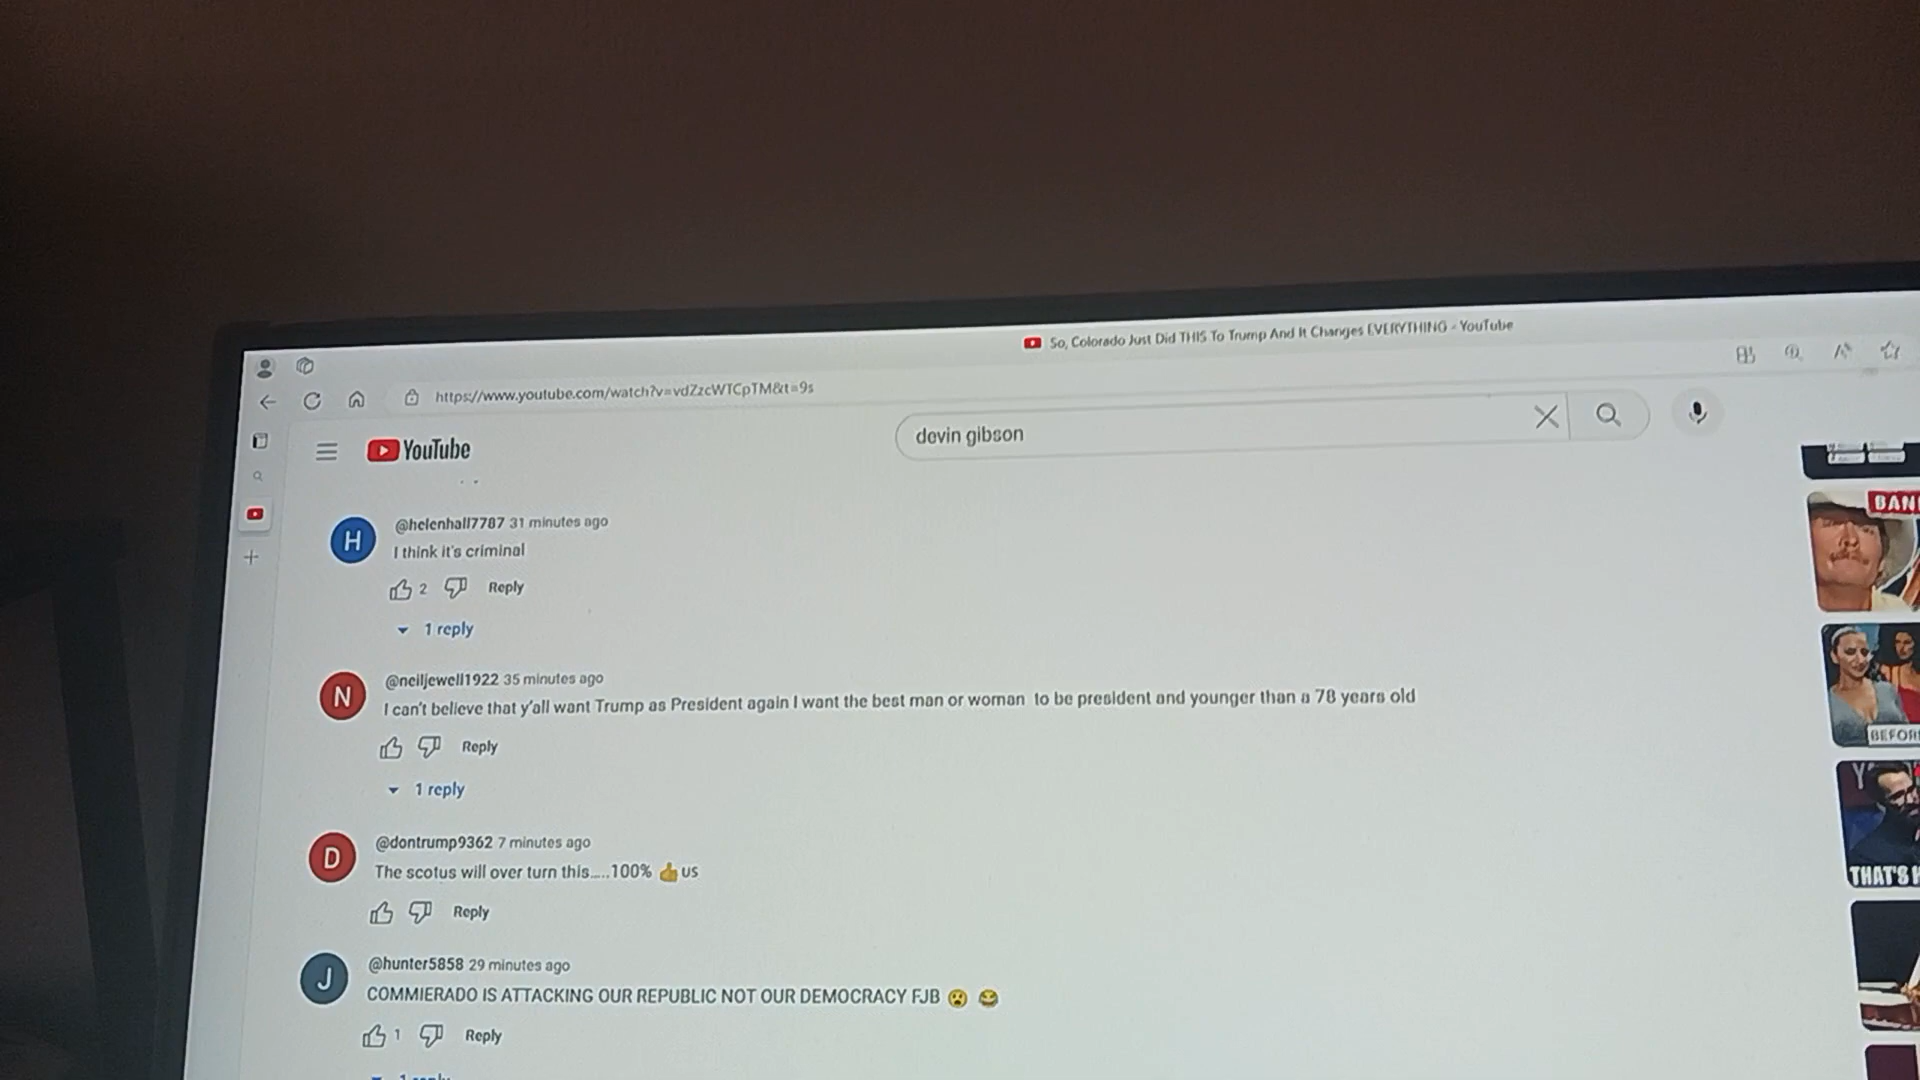 So, Colorado Just Did THIS To Trump And It Changes EVERYTHING - YouTube
https://www.youtube.com/watch?v=vdZzcWTCpTM&t=9s
YouTube
devin gibson
@helenhall7787 31 minutes ago
I think it's criminal
2 Reply
1 reply
@neiljewell1922 35 minutes ago
I can't believe that y'all want Trump as President again I want the best man or woman to be president and younger than a 78 years old
Reply
1 reply
@dontrump9362 7 minutes ago
The scotus will over turn this.....100% 👍us
Reply
@hunter5858 29 minutes ago
COMMIERADO IS ATTACKING OUR REPUBLIC NOT OUR DEMOCRACY FJB
1 Reply
H
N
D
J
BAN
BEFOR
THAT'S